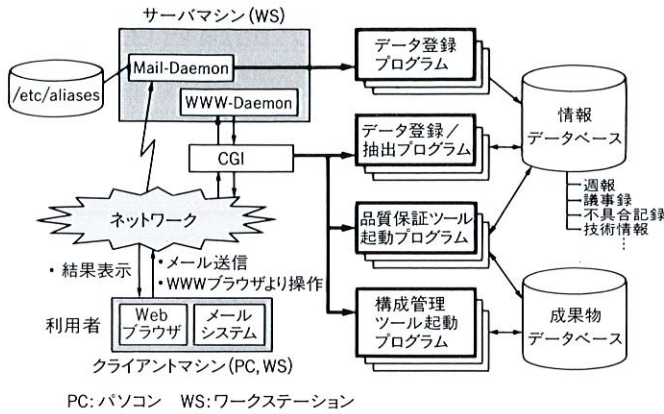 サーバマシン(WS)
Mail-Daemon
/etc/aliases
WWW-Daemon
CGI
ネットワーク
・結果表示
・メール送信
・WWWブラウザより操作
利用者
Web
ブラウザ
メール
システム
クライアントマシン(PC, WS)
データ登録
プログラム
データ登録/
抽出プログラム
品質保証ツール
起動プログラム
構成管理
ツール起動
プログラム
情報
データベース
週報
議事録
不具合記録
技術情報
⋮
成果物
データベース
PC:パソコン WS:ワークステーション